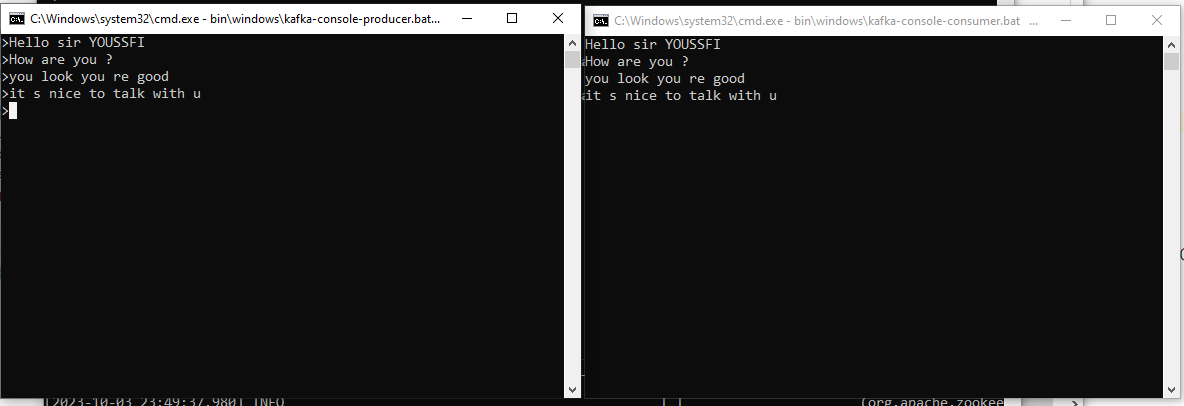 C:\Windows\system32\cmd.exe - bin\windows\kafka-console-producer.bat...
>Hello sir YOUSSFI
>How are you ?
>you look you re good
>it s nice to talk with u
>
C:\Windows\system32\cmd.exe - bin\windows\kafka-console-consumer.bat ...
Hello sir YOUSSFI
How are you ?
you look you re good
it s nice to talk with u
[2023-10-03 23:49:37,980] INFO | | (org.apache.zookee